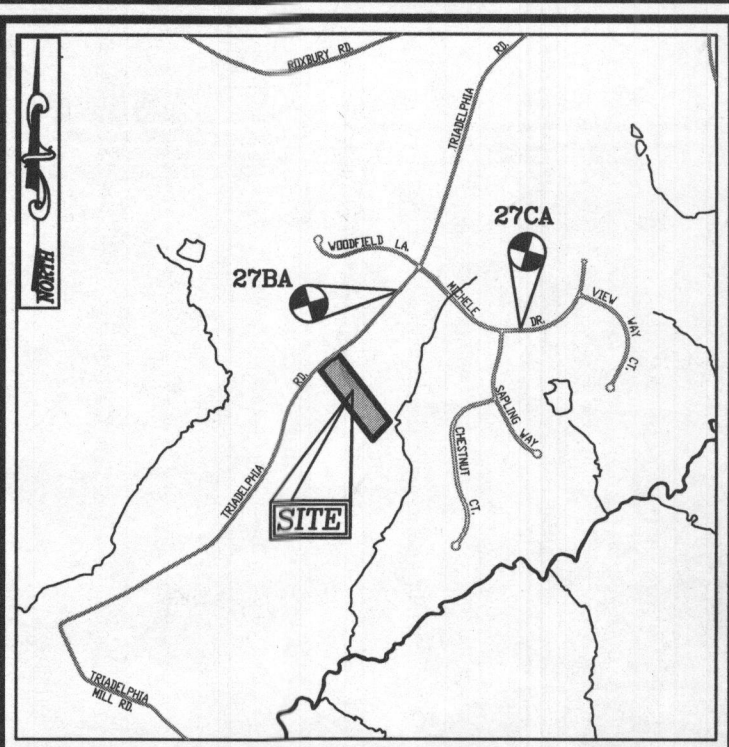 ROXBURY RD.
RD.
TRIADELPHIA
NORTH
27CA
WOODFIELD LA.
27BA
MICHELE
DR.
VIEW
WAY
CT.
RD.
SAPLING WAY
CHESTNUT
CT.
TRIADELPHIA
SITE
TRIADELPHIA
MILL RD.